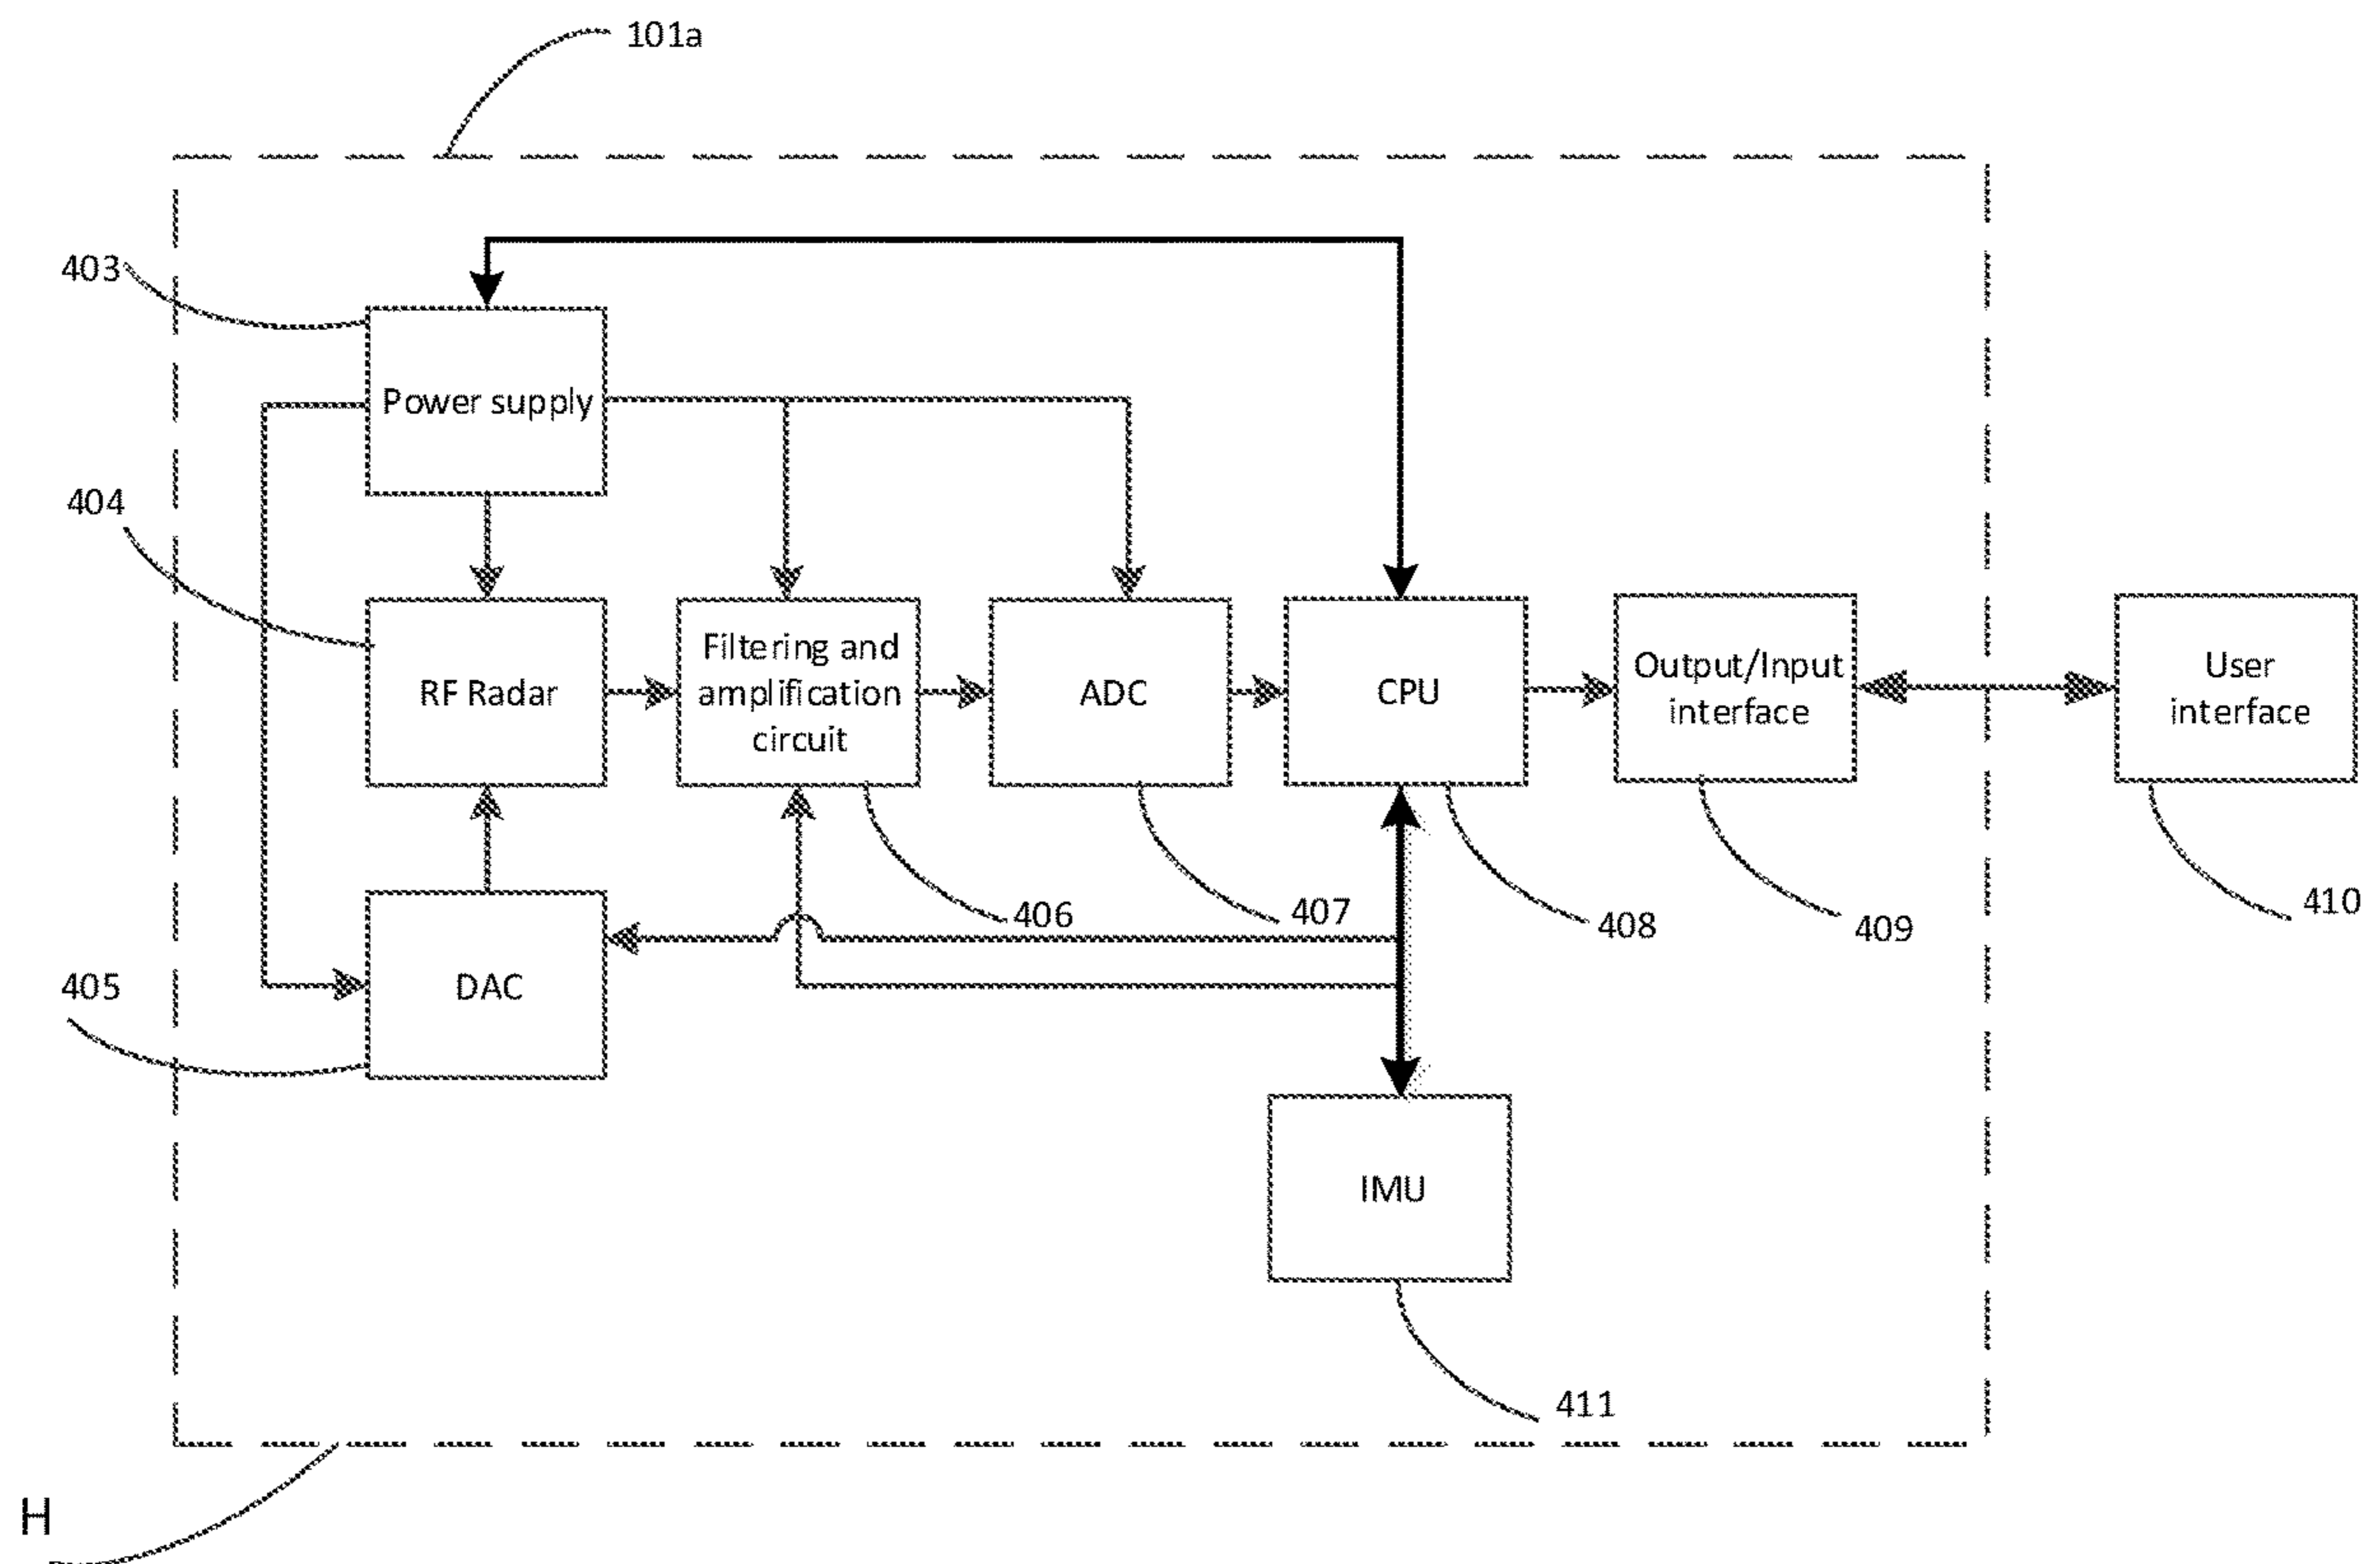 101a
403
Power supply
404
RF Radar
Filtering and
amplification
circuit
ADC
CPU
Output/Input
interface
User
interface
406
407
408
409
410
405
DAC
IMU
411
H